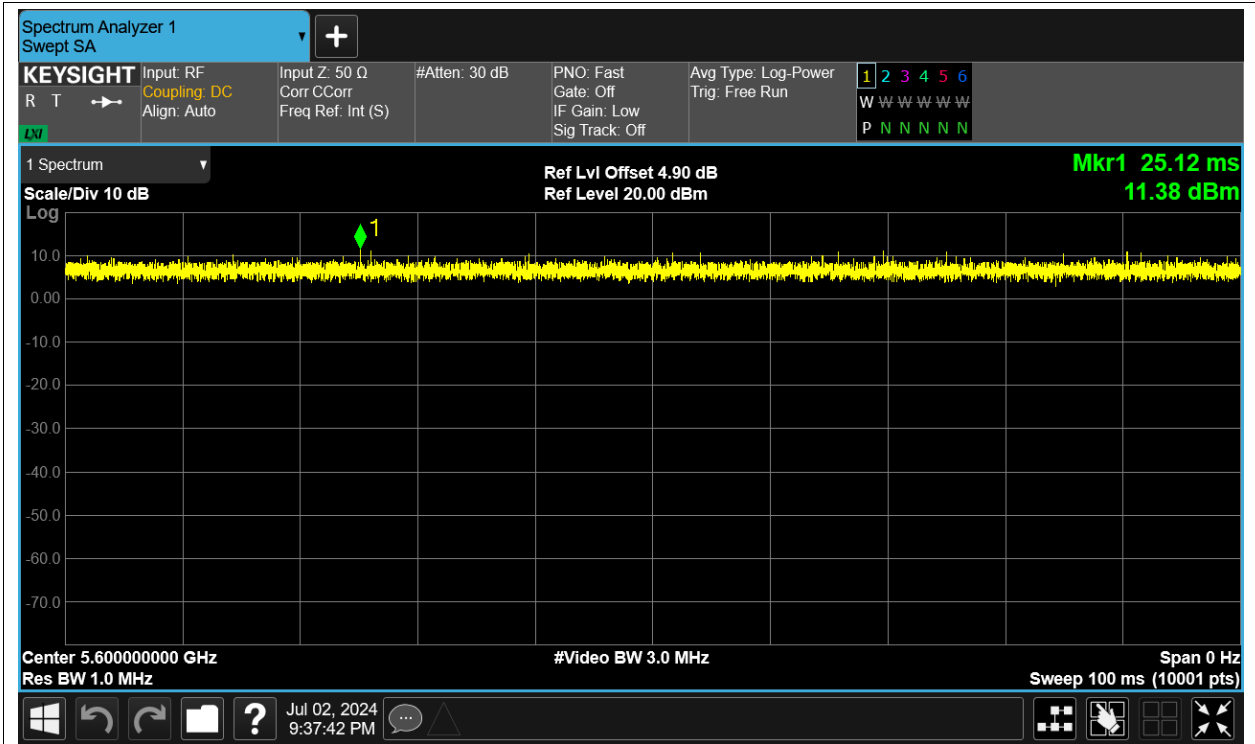 Spectrum Analyzer 1
Swept SA
KEYSIGHT
R T
LXI
Input: RF
Coupling: DC
Align: Auto
Input Z: 50 Ω
Corr CCorr
Freq Ref: Int (S)
#Atten: 30 dB
PNO: Fast
Gate: Off
IF Gain: Low
Sig Track: Off
Avg Type: Log-Power
Trig: Free Run
1 2 3 4 5 6
W W W W W W
P N N N N N
1 Spectrum
Scale/Div 10 dB
Log
Ref Lvl Offset 4.90 dB
Ref Level 20.00 dBm
Mkr1 25.12 ms
11.38 dBm
1
10.0
0.00
-10.0
-20.0
-30.0
-40.0
-50.0
-60.0
-70.0
Center 5.600000000 GHz
Res BW 1.0 MHz
#Video BW 3.0 MHz
Span 0 Hz
Sweep 100 ms (10001 pts)
?
Jul 02, 2024
9:37:42 PM